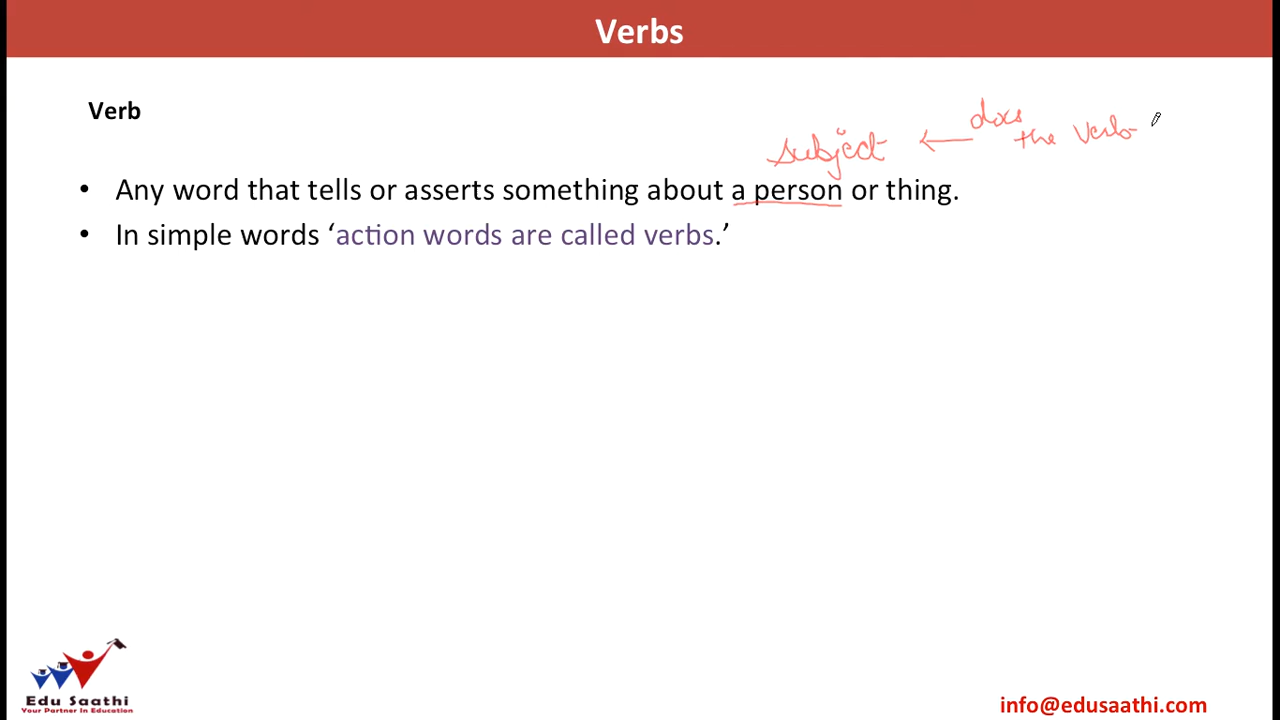 Verbs
Verb
does
subject ← the verb
• Any word that tells or asserts something about a person or thing.
• In simple words ‘action words are called verbs.’
Edu Saathi
Your Partner In Education
info@edusaathi.com